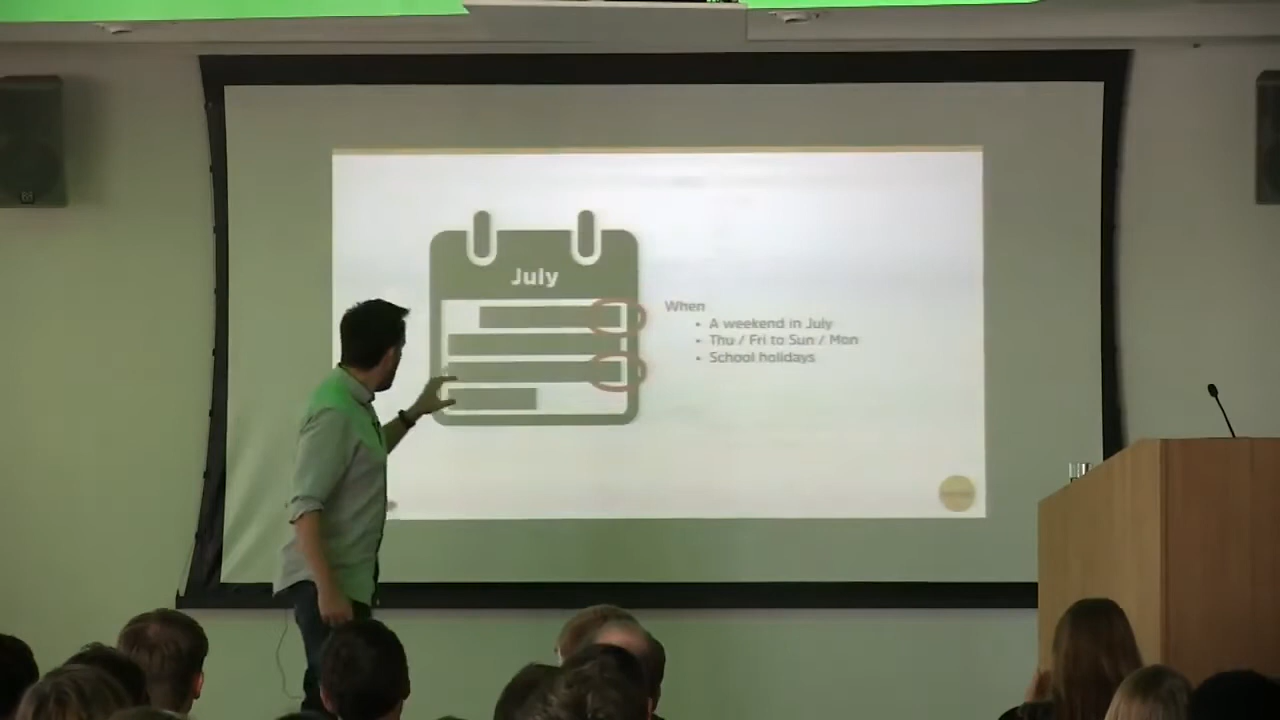 July
When
• A weekend in July
• Thu / Fri to Sun / Mon
• School holidays